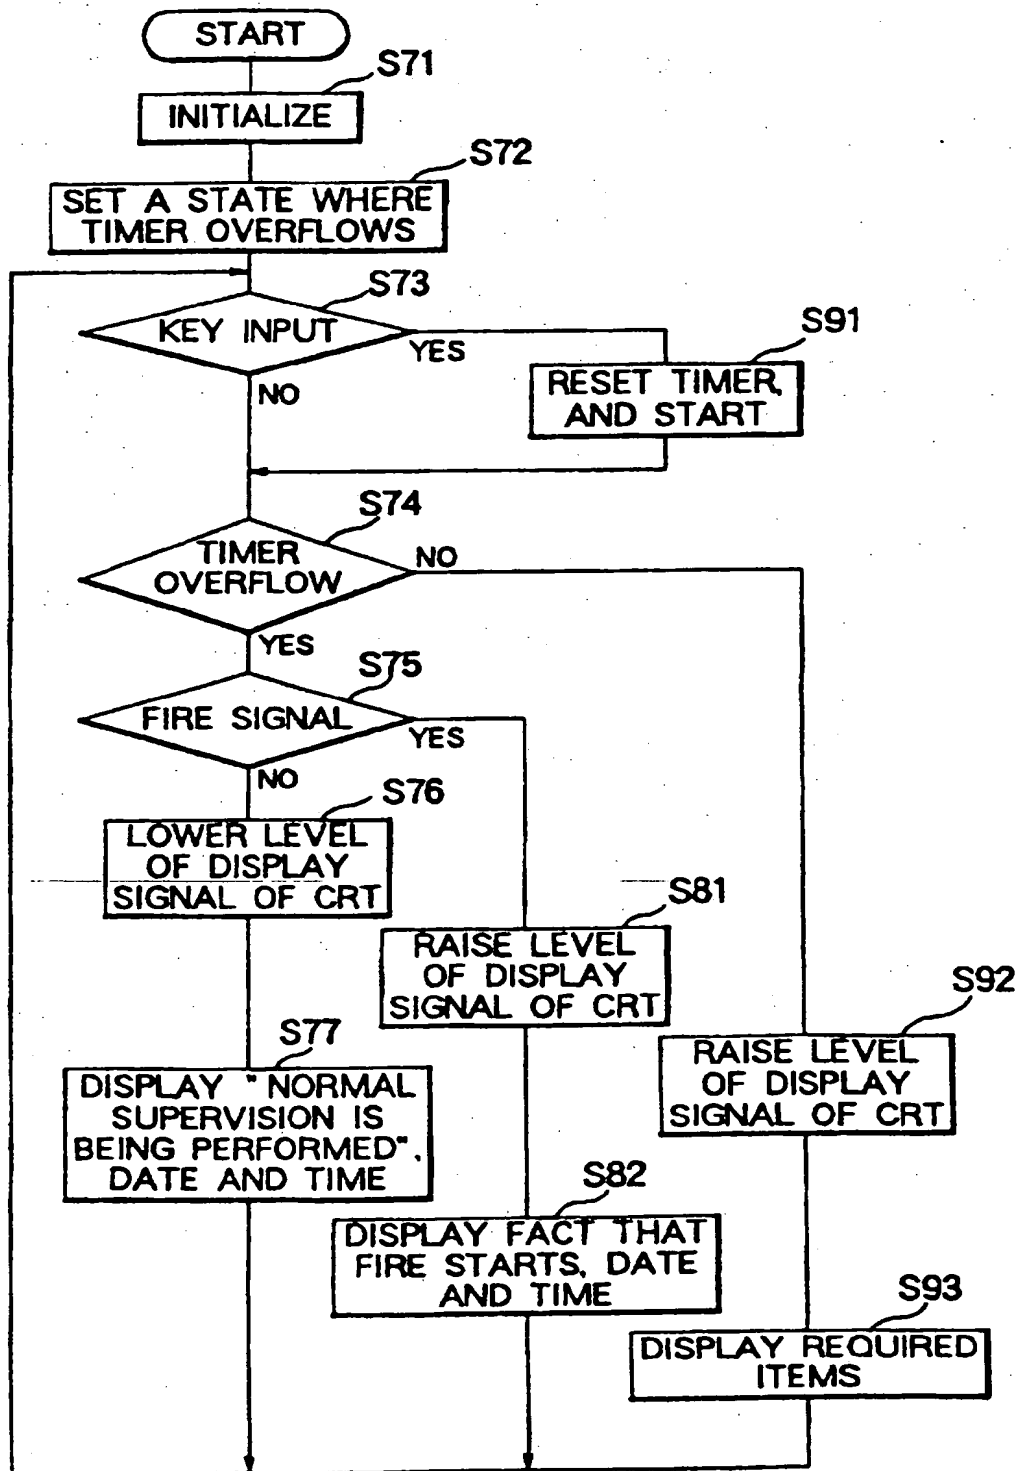 START
S71
INITIALIZE
S72
SET A STATE WHERE
TIMER OVERFLOWS
S73
KEY INPUT
YES
NO
S91
RESET TIMER,
AND START
S74
TIMER
OVERFLOW
NO
YES
S75
FIRE SIGNAL
YES
NO
S76
LOWER LEVEL
OF DISPLAY
SIGNAL OF CRT
S81
RAISE LEVEL
OF DISPLAY
SIGNAL OF CRT
S92
RAISE LEVEL
OF DISPLAY
SIGNAL OF CRT
S77
DISPLAY "NORMAL
SUPERVISION IS
BEING PERFORMED",
DATE AND TIME
S82
DISPLAY FACT THAT
FIRE STARTS, DATE
AND TIME
S93
DISPLAY REQUIRED
ITEMS